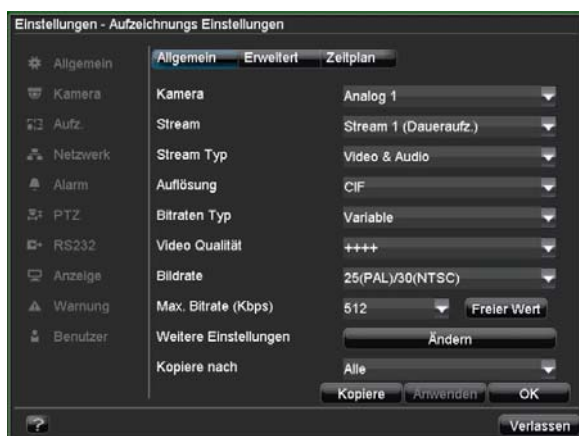 Einstellungen - Aufzeichnungs Einstellungen
Allgemein
Kamera
Aufz.
Netzwerk
Alarm
PTZ
RS232
Anzeige
Warnung
Benutzer
Allgemein Erweitert Zeitplan
Kamera Analog 1
Stream Stream 1 (Daueraufz.)
Stream Typ Video & Audio
Auflösung CIF
Bitraten Typ Variable
Video Qualität ++++
Bildrate 25(PAL)/30(NTSC)
Max. Bitrate (Kbps) 512 Freier Wert
Weitere Einstellungen Ändern
Kopiere nach Alle
Kopiere Anwenden OK
? Verlassen